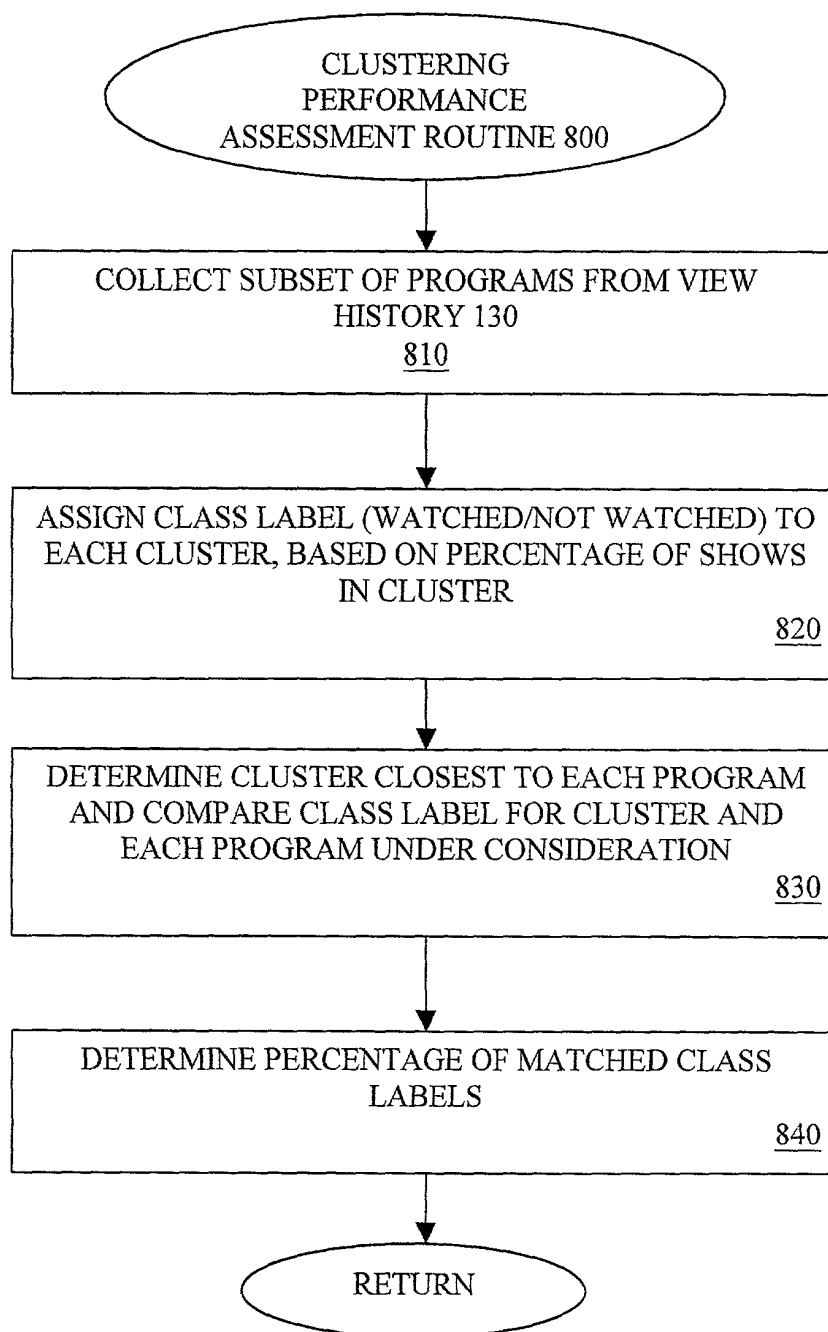 CLUSTERING
PERFORMANCE
ASSESSMENT ROUTINE 800
COLLECT SUBSET OF PROGRAMS FROM VIEW
HISTORY 130
810
ASSIGN CLASS LABEL (WATCHED/NOT WATCHED) TO
EACH CLUSTER, BASED ON PERCENTAGE OF SHOWS
IN CLUSTER
820
DETERMINE CLUSTER CLOSEST TO EACH PROGRAM
AND COMPARE CLASS LABEL FOR CLUSTER AND
EACH PROGRAM UNDER CONSIDERATION
830
DETERMINE PERCENTAGE OF MATCHED CLASS
LABELS
840
RETURN